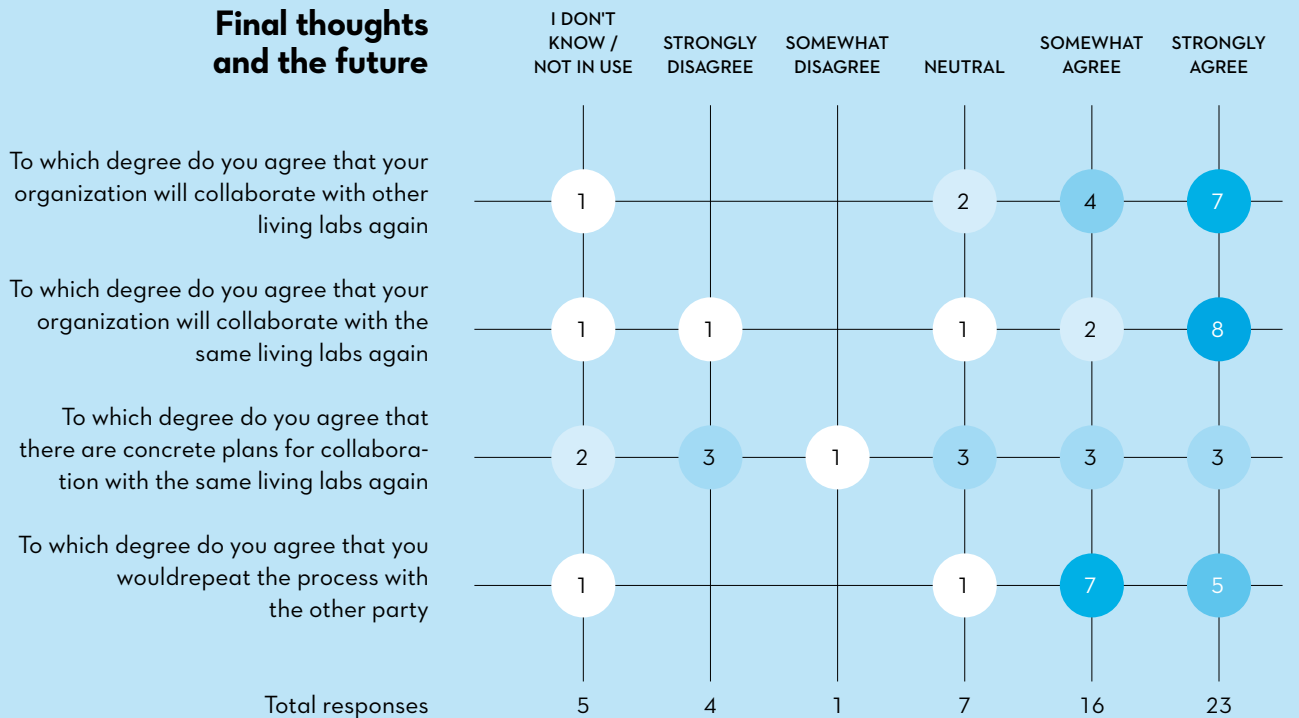 Final thoughts
and the future
I DON'T
KNOW /
NOT IN USE
STRONGLY
DISAGREE
SOMEWHAT
DISAGREE
NEUTRAL
SOMEWHAT
AGREE
STRONGLY
AGREE
To which degree do you agree that your
organization will collaborate with other
living labs again
1 2 4 7
To which degree do you agree that your
organization will collaborate with the
same living labs again
1 1 1 2 8
To which degree do you agree that
there are concrete plans for collabora-
tion with the same living labs again
2 3 1 3 3 3
To which degree do you agree that you
wouldrepeat the process with
the other party
1 1 7 5
Total responses 5 4 1 7 16 23